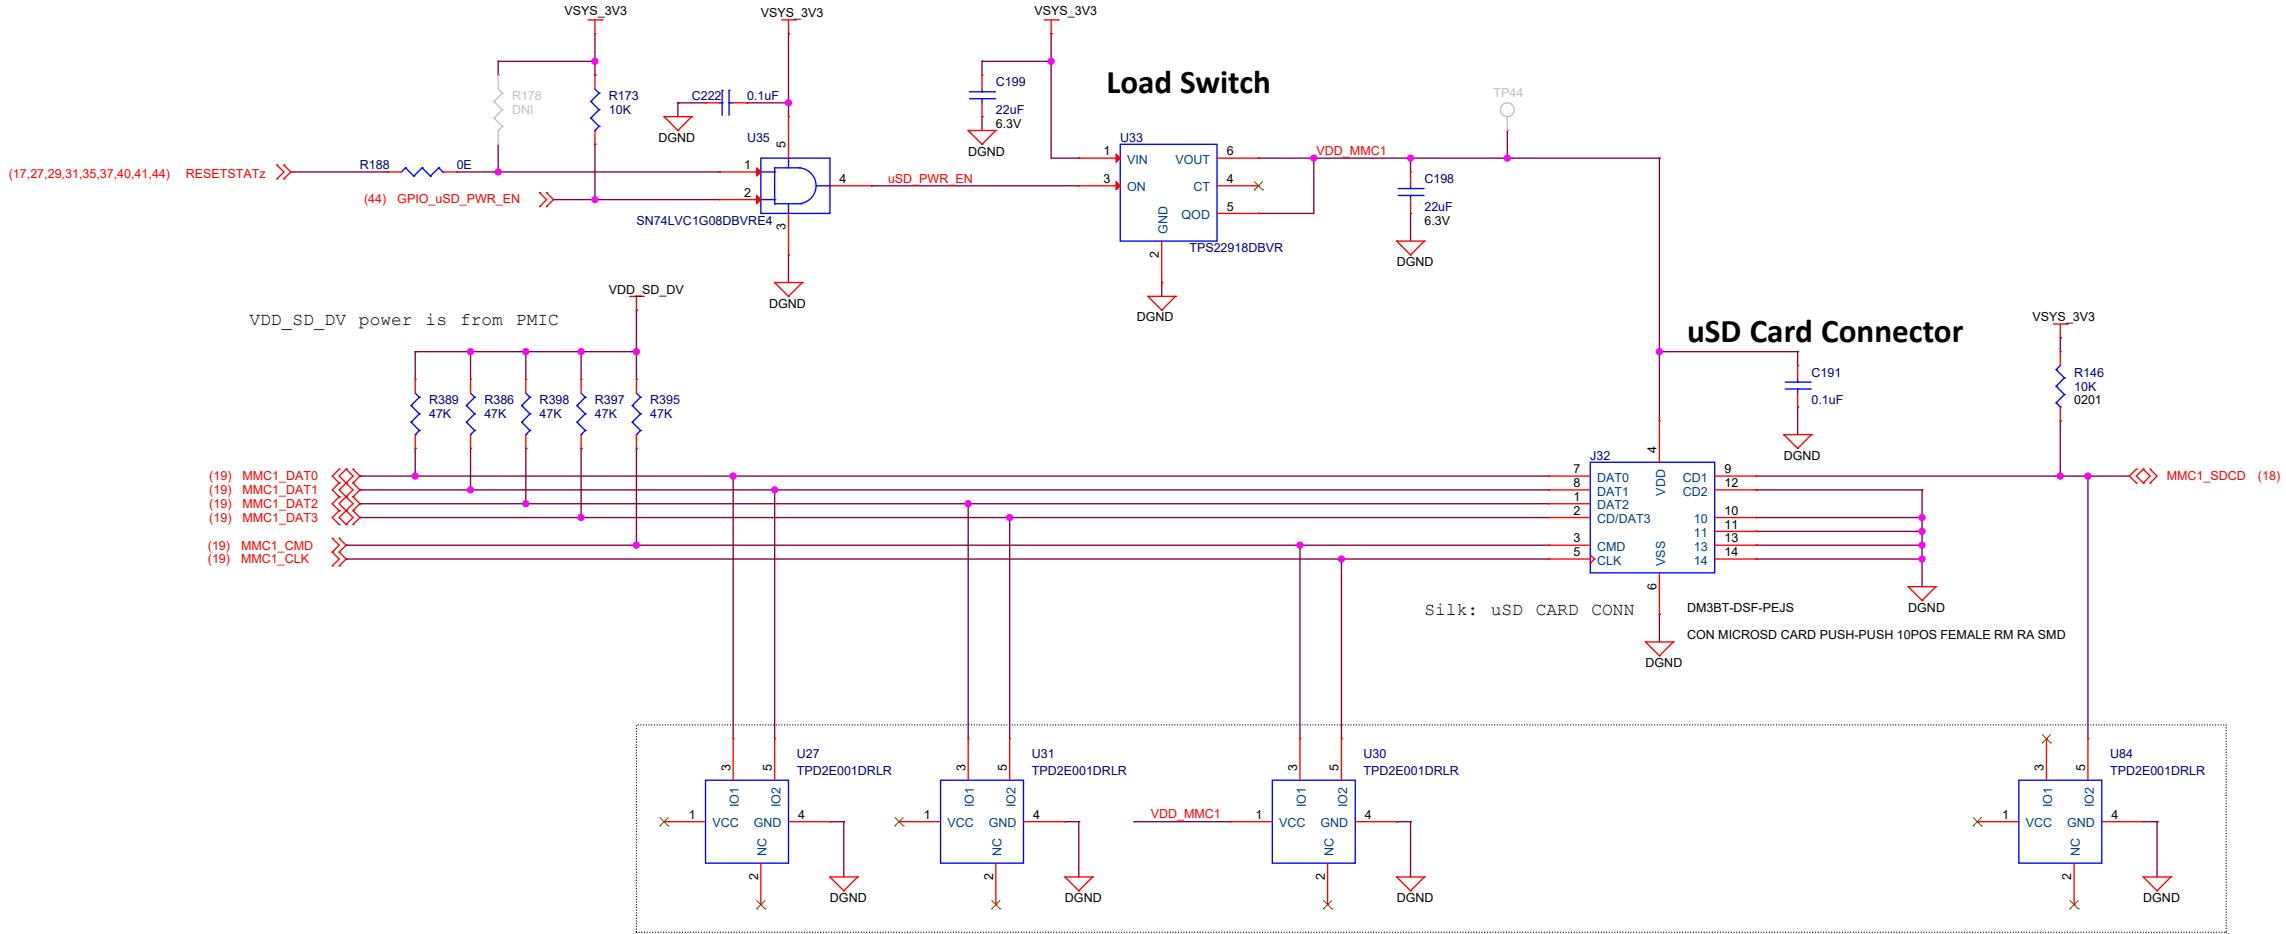 VSYS_3V3
VSYS_3V3
VSYS_3V3
Load Switch
R178
DNI
R173
10K
C222
0.1uF
DGND
C199
22uF
6.3V
DGND
TP44
U35
5
1
2
4
3
SN74LVC1G08DBVRE4
DGND
(17,27,29,31,35,37,40,41,44) RESETSTATz
R188
0E
(44) GPIO_uSD_PWR_EN
uSD_PWR_EN
U33
1
VIN
VOUT
6
VDD_MMC1
3
ON
CT
4
QOD
5
GND
2
TPS22918DBVR
DGND
C198
22uF
6.3V
DGND
VDD_SD_DV
VDD_SD_DV power is from PMIC
uSD Card Connector
VSYS_3V3
R389
47K
R386
47K
R398
47K
R397
47K
R395
47K
C191
0.1uF
DGND
R146
10K
0201
(19) MMC1_DAT0
(19) MMC1_DAT1
(19) MMC1_DAT2
(19) MMC1_DAT3
(19) MMC1_CMD
(19) MMC1_CLK
J32
4
VDD
7
DAT0
8
DAT1
1
DAT2
2
CD/DAT3
3
CMD
5
CLK
VSS
6
CD1
9
CD2
12
10
10
11
11
13
13
14
14
MMC1_SDCD (18)
DGND
Silk: uSD CARD CONN
DM3BT-DSF-PEJS
CON MICROSD CARD PUSH-PUSH 10POS FEMALE RM RA SMD
DGND
U27
TPD2E001DRLR
3
5
IO1
IO2
1
VCC
GND
4
NC
2
DGND
U31
TPD2E001DRLR
3
5
IO1
IO2
1
VCC
GND
4
NC
2
DGND
U30
TPD2E001DRLR
3
5
IO1
IO2
VDD_MMC1
1
VCC
GND
4
NC
2
DGND
U84
TPD2E001DRLR
3
5
IO1
IO2
1
VCC
GND
4
NC
2
DGND